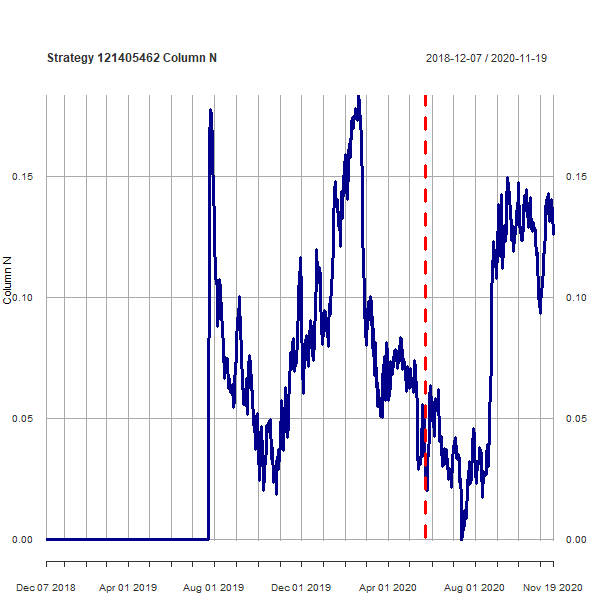 Strategy 121405462 Column N
2018-12-07 / 2020-11-19
0.15
0.15
0.10
0.10
Column N
0.05
0.05
0.00
0.00
Dec 07 2018
Apr 01 2019
Aug 01 2019
Dec 01 2019
Apr 01 2020
Aug 01 2020
Nov 19 2020